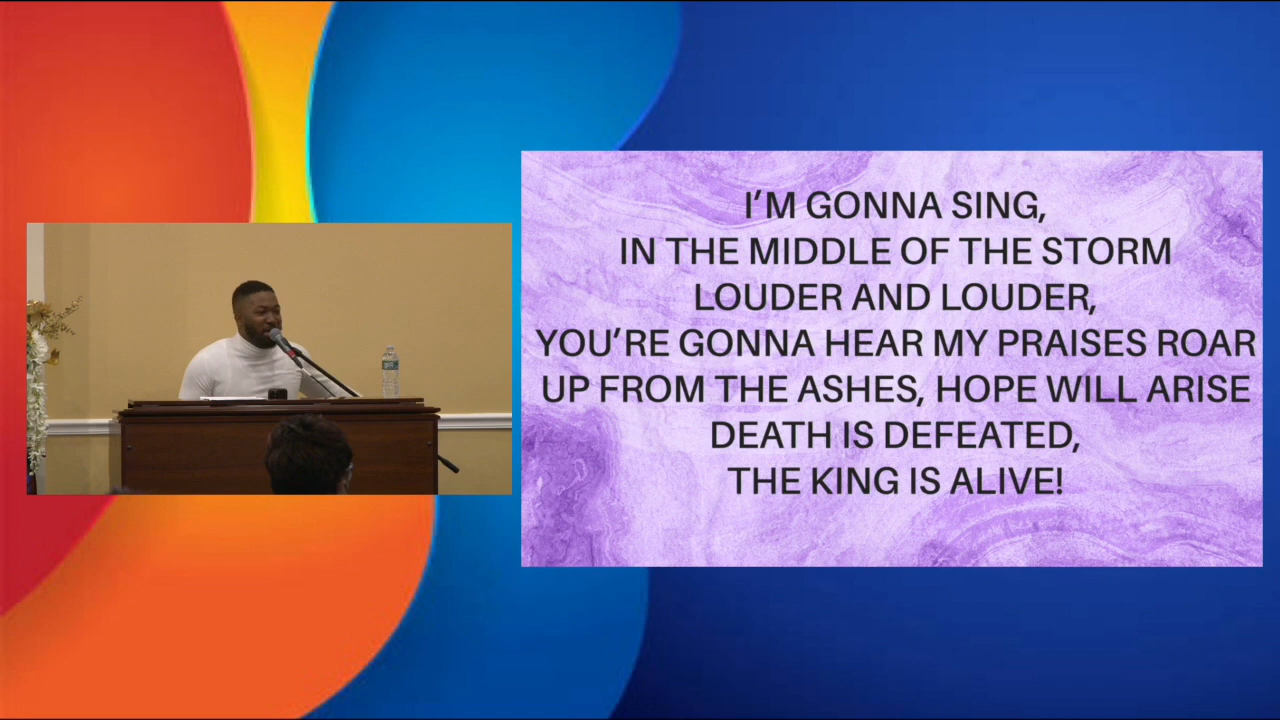 I'M GONNA SING,
IN THE MIDDLE OF THE STORM
LOUDER AND LOUDER,
YOU'RE GONNA HEAR MY PRAISES ROAR
UP FROM THE ASHES, HOPE WILL ARISE
DEATH IS DEFEATED,
THE KING IS ALIVE!